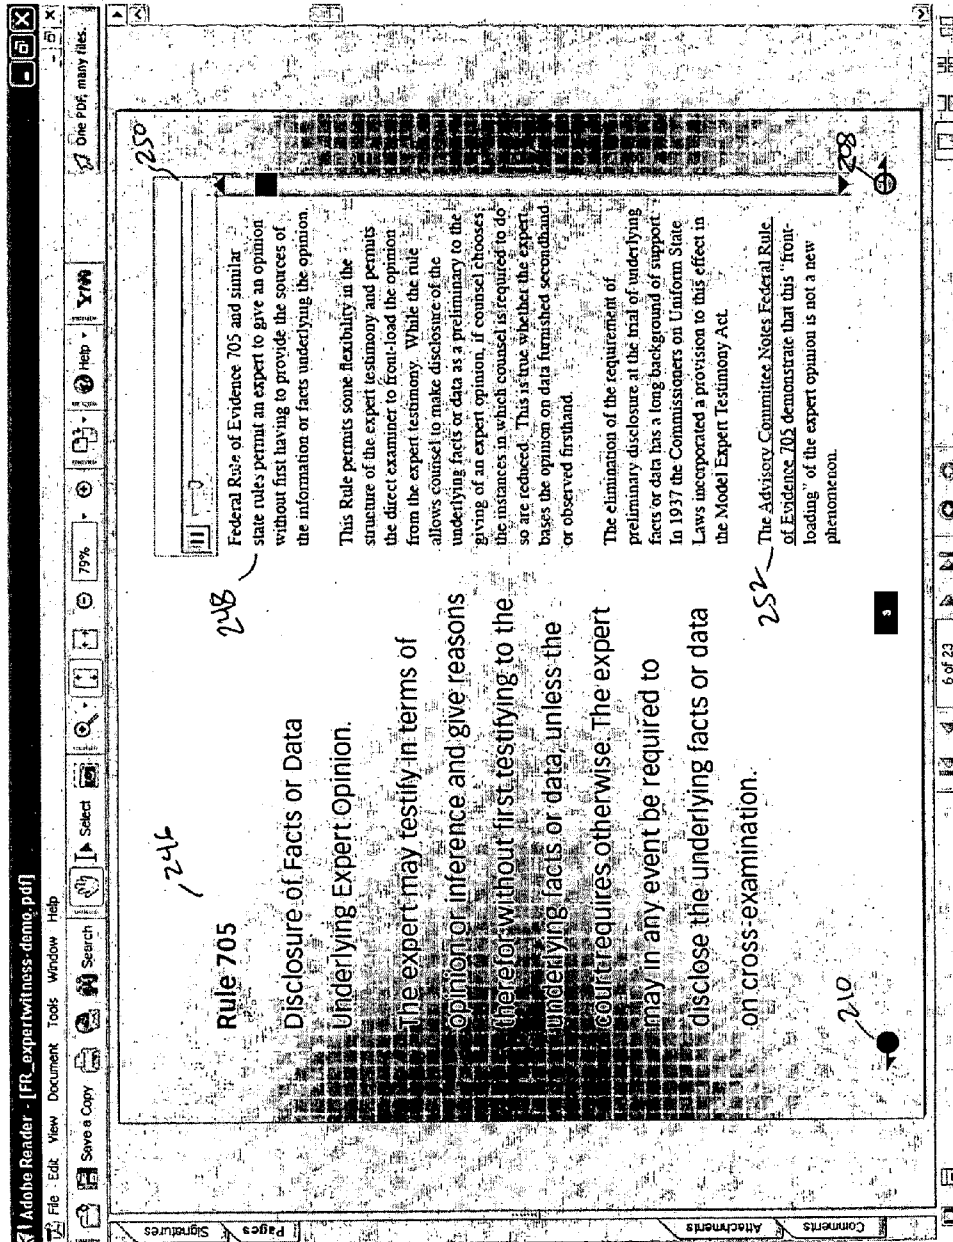 Adobe Reader - [FR_expertwitness-demo.pdf]
File Edit View Document Tools Window Help
Save a Copy Search Select 79% Help One PDF, many files.
Signatures
Pages
Attachments
Comments
246
Rule 705
Disclosure of Facts or Data
Underlying Expert Opinion.
The expert may testify in terms of
opinion or inference and give reasons
therefor without first testifying to the
underlying facts or data, unless the
court requires otherwise. The expert
may in any event be required to
disclose the underlying facts or data
on cross-examination.
210
250
248
Federal Rule of Evidence 705 and similar
state rules permit an expert to give an opinion
without first having to provide the sources of
the information or facts underlying the opinion.
This Rule permits some flexibility in the
structure of the expert testimony and permits
the direct examiner to front-load the opinion
from the expert testimony. While the rule
allows counsel to make disclosure of the
underlying facts or data as a preliminary to the
giving of an expert opinion, if counsel chooses,
the instances in which counsel is required to do
so are reduced. This is true whether the expert
bases the opinion on data furnished secondhand
or observed firsthand.
The elimination of the requirement of
preliminary disclosure at the trial of underlying
facts or data has a long background of support
In 1937 the Commissioners on Uniform State
Laws incorporated a provision to this effect in
the Model Expert Testimony Act.
252
The Advisory Committee Notes Federal Rule
of Evidence 705 demonstrate that this "front-
loading" of the expert opinion is not a new
phenomenon.
208
6 of 23